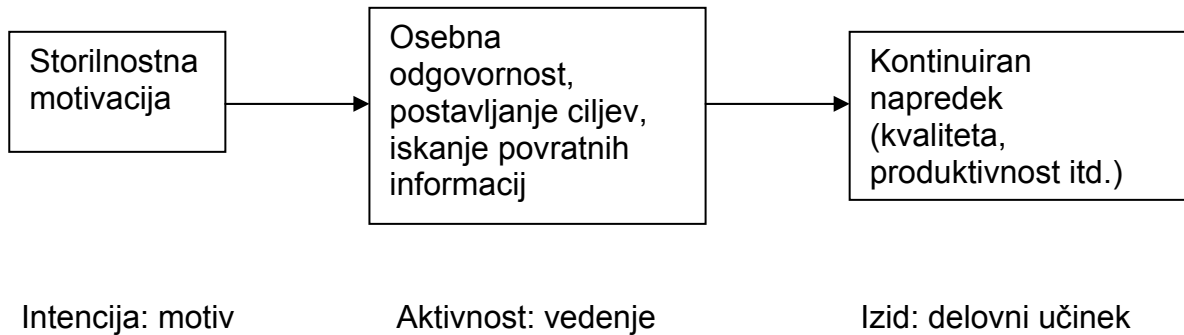 Storilnostna
motivacija
Osebna
odgovornost,
postavljanje ciljev,
iskanje povratnih
informacij
Kontinuiran
napredek
(kvaliteta,
produktivnost itd.)
Intencija: motiv
Aktivnost: vedenje
Izid: delovni učinek